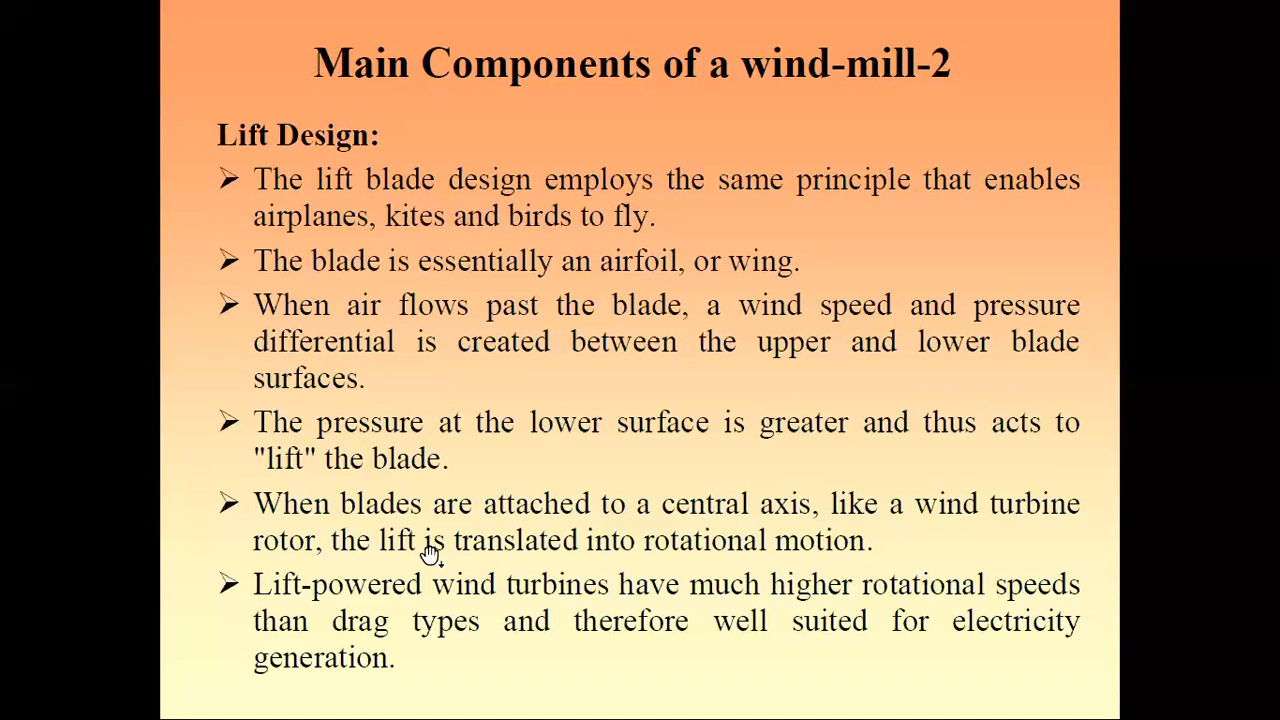 Main Components of a wind-mill-2
Lift Design:
➢ The lift blade design employs the same principle that enables
airplanes, kites and birds to fly.
➢ The blade is essentially an airfoil, or wing.
➢ When air flows past the blade, a wind speed and pressure
differential is created between the upper and lower blade
surfaces.
➢ The pressure at the lower surface is greater and thus acts to
"lift" the blade.
➢ When blades are attached to a central axis, like a wind turbine
rotor, the lift is translated into rotational motion.
➢ Lift-powered wind turbines have much higher rotational speeds
than drag types and therefore well suited for electricity
generation.